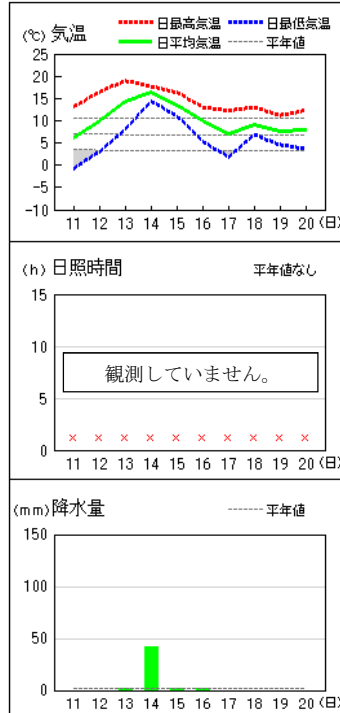 (℃) 気温
日最高気温 日最低気温
日平均気温 平年値
25
20
15
10
5
0
-5
-10
11 12 13 14 15 16 17 18 19 20 (日)
(h) 日照時間 平年値なし
15
10
観測していません。
5
0
× × × × × × × × × ×
11 12 13 14 15 16 17 18 19 20 (日)
(mm) 降水量 平年値
150
100
50
0
11 12 13 14 15 16 17 18 19 20 (日)